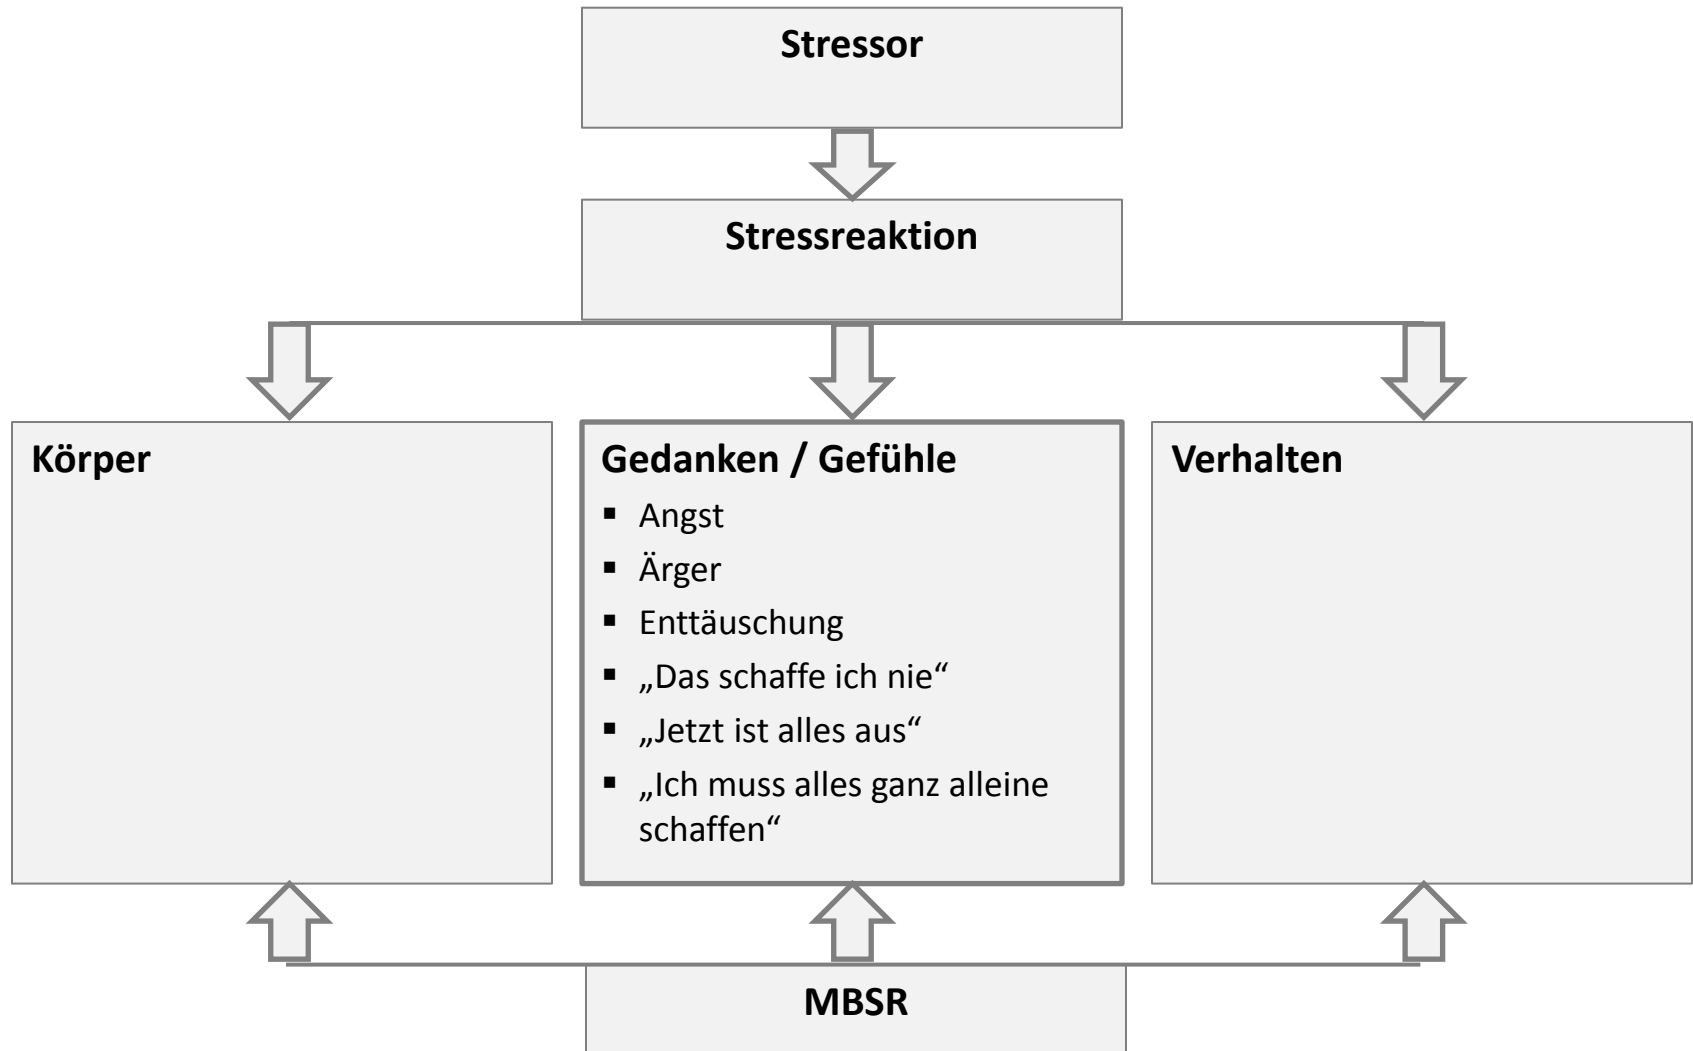 Stressor
Stressreaktion
Körper
Gedanken / Gefühle
▪ Angst
▪ Ärger
▪ Enttäuschung
▪ „Das schaffe ich nie“
▪ „Jetzt ist alles aus“
▪ „Ich muss alles ganz alleine
schaffen“
Verhalten
MBSR